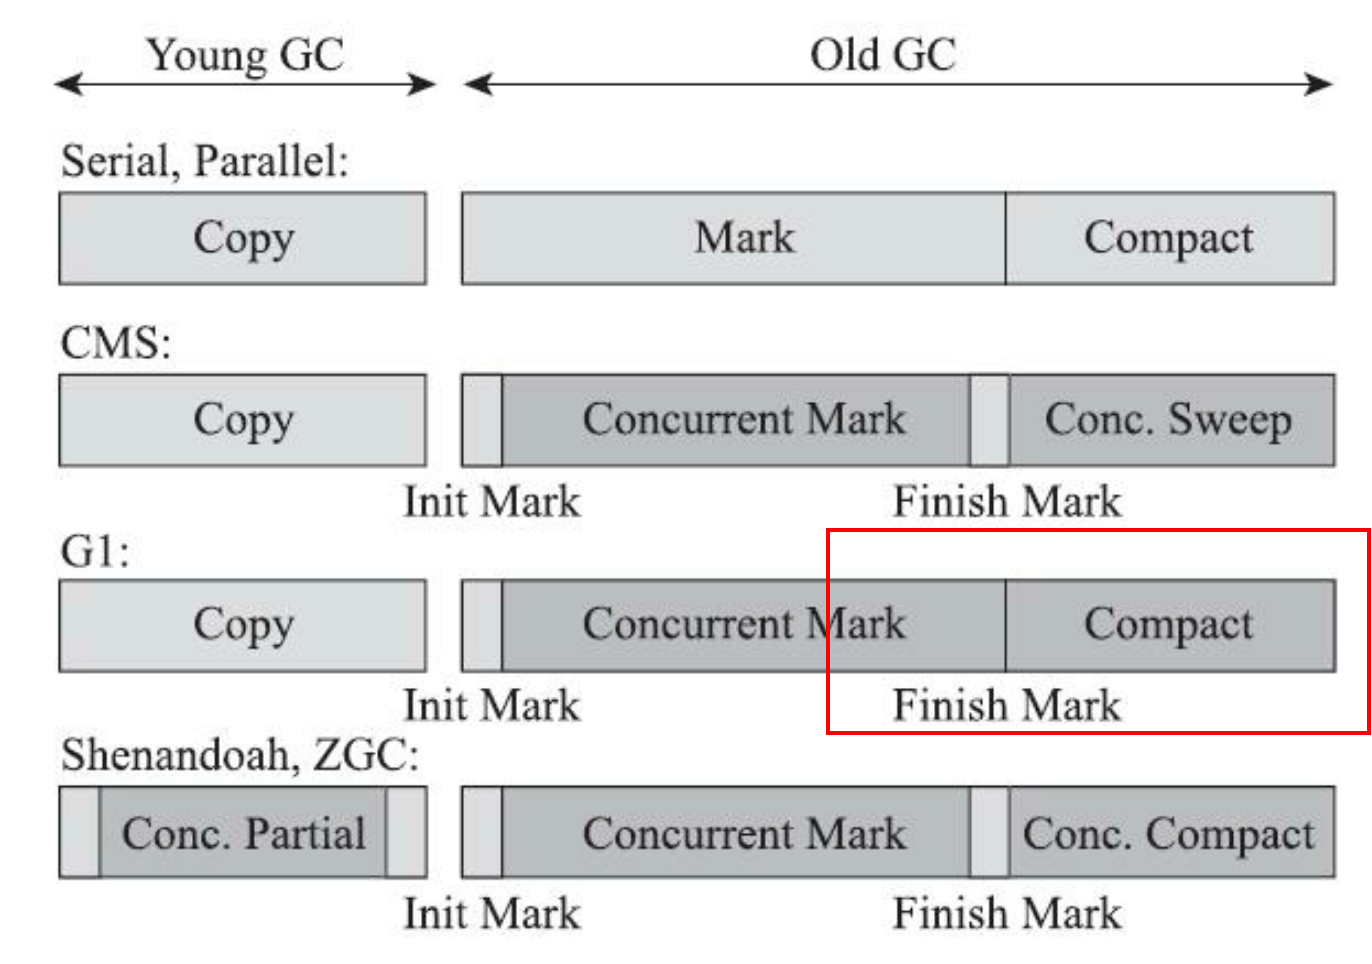 Young GC Old GC
Serial, Parallel:
Copy Mark Compact
CMS:
Copy Concurrent Mark Conc. Sweep
Init Mark Finish Mark
G1:
Copy Concurrent Mark Compact
Init Mark Finish Mark
Shenandoah, ZGC:
Conc. Partial Concurrent Mark Conc. Compact
Init Mark Finish Mark